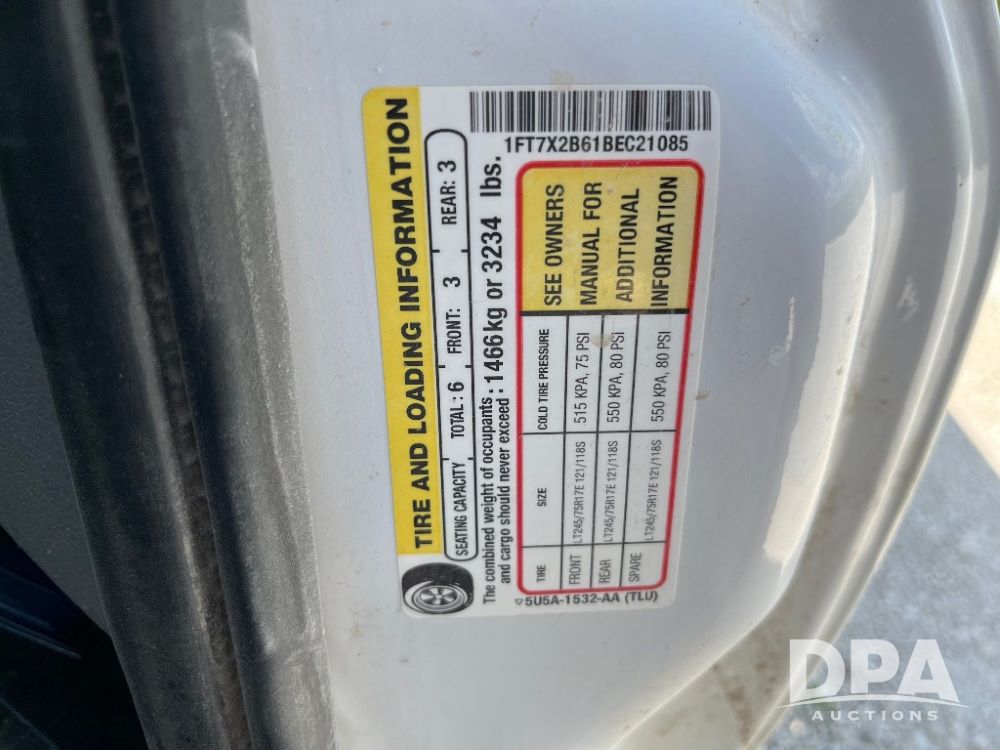 TIRE AND LOADING INFORMATION
SEATING CAPACITY TOTAL: 6 FRONT: 3 REAR: 3
The combined weight of occupants and cargo should never exceed : 1466kg or 3234 lbs.
TIRE SIZE COLD TIRE PRESSURE
FRONT LT245/75R17E 121/118S 515 KPA, 75 PSI
REAR LT245/75R17E 121/118S 550 KPA, 80 PSI
SPARE LT245/75R17E 121/118S 550 KPA, 80 PSI
SEE OWNERS
MANUAL FOR
ADDITIONAL
INFORMATION
5U5A-1532-AA (TLU)
1FT7X2B61BEC21085
DPA
AUCTIONS